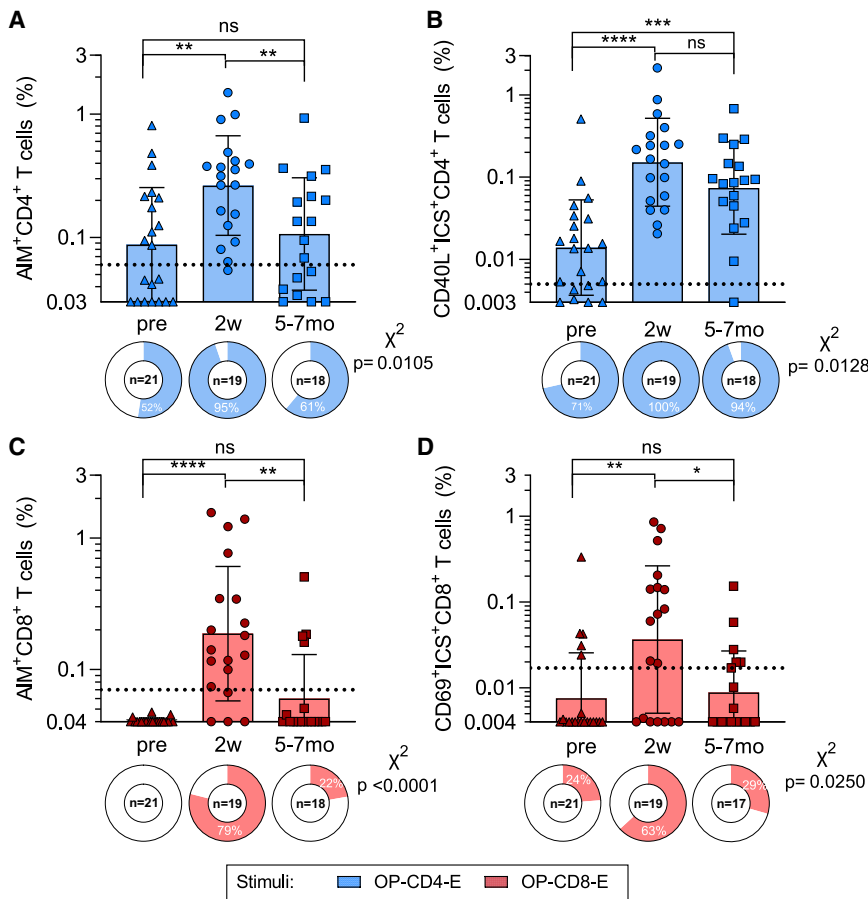 A
ns
**
**
AIM⁺CD4⁺ T cells (%)
3
1
0.1
0.03
pre 2w 5-7mo
n=21 n=19 n=18
52% 95% 61%
χ²
p= 0.0105
B
***
****
ns
CD40L⁺ICS⁺CD4⁺ T cells (%)
3
1
0.1
0.01
0.003
pre 2w 5-7mo
n=21 n=19 n=18
71% 100% 94%
χ²
p= 0.0128
C
ns
****
**
AIM⁺CD8⁺ T cells (%)
3
1
0.1
0.04
pre 2w 5-7mo
n=21 n=19 n=18
79% 22%
χ²
p <0.0001
D
ns
**
*
CD69⁺ICS⁺CD8⁺ T cells (%)
3
1
0.1
0.01
0.004
pre 2w 5-7mo
n=21 n=19 n=17
24% 63% 29%
χ²
p= 0.0250
Stimuli: OP-CD4-E OP-CD8-E